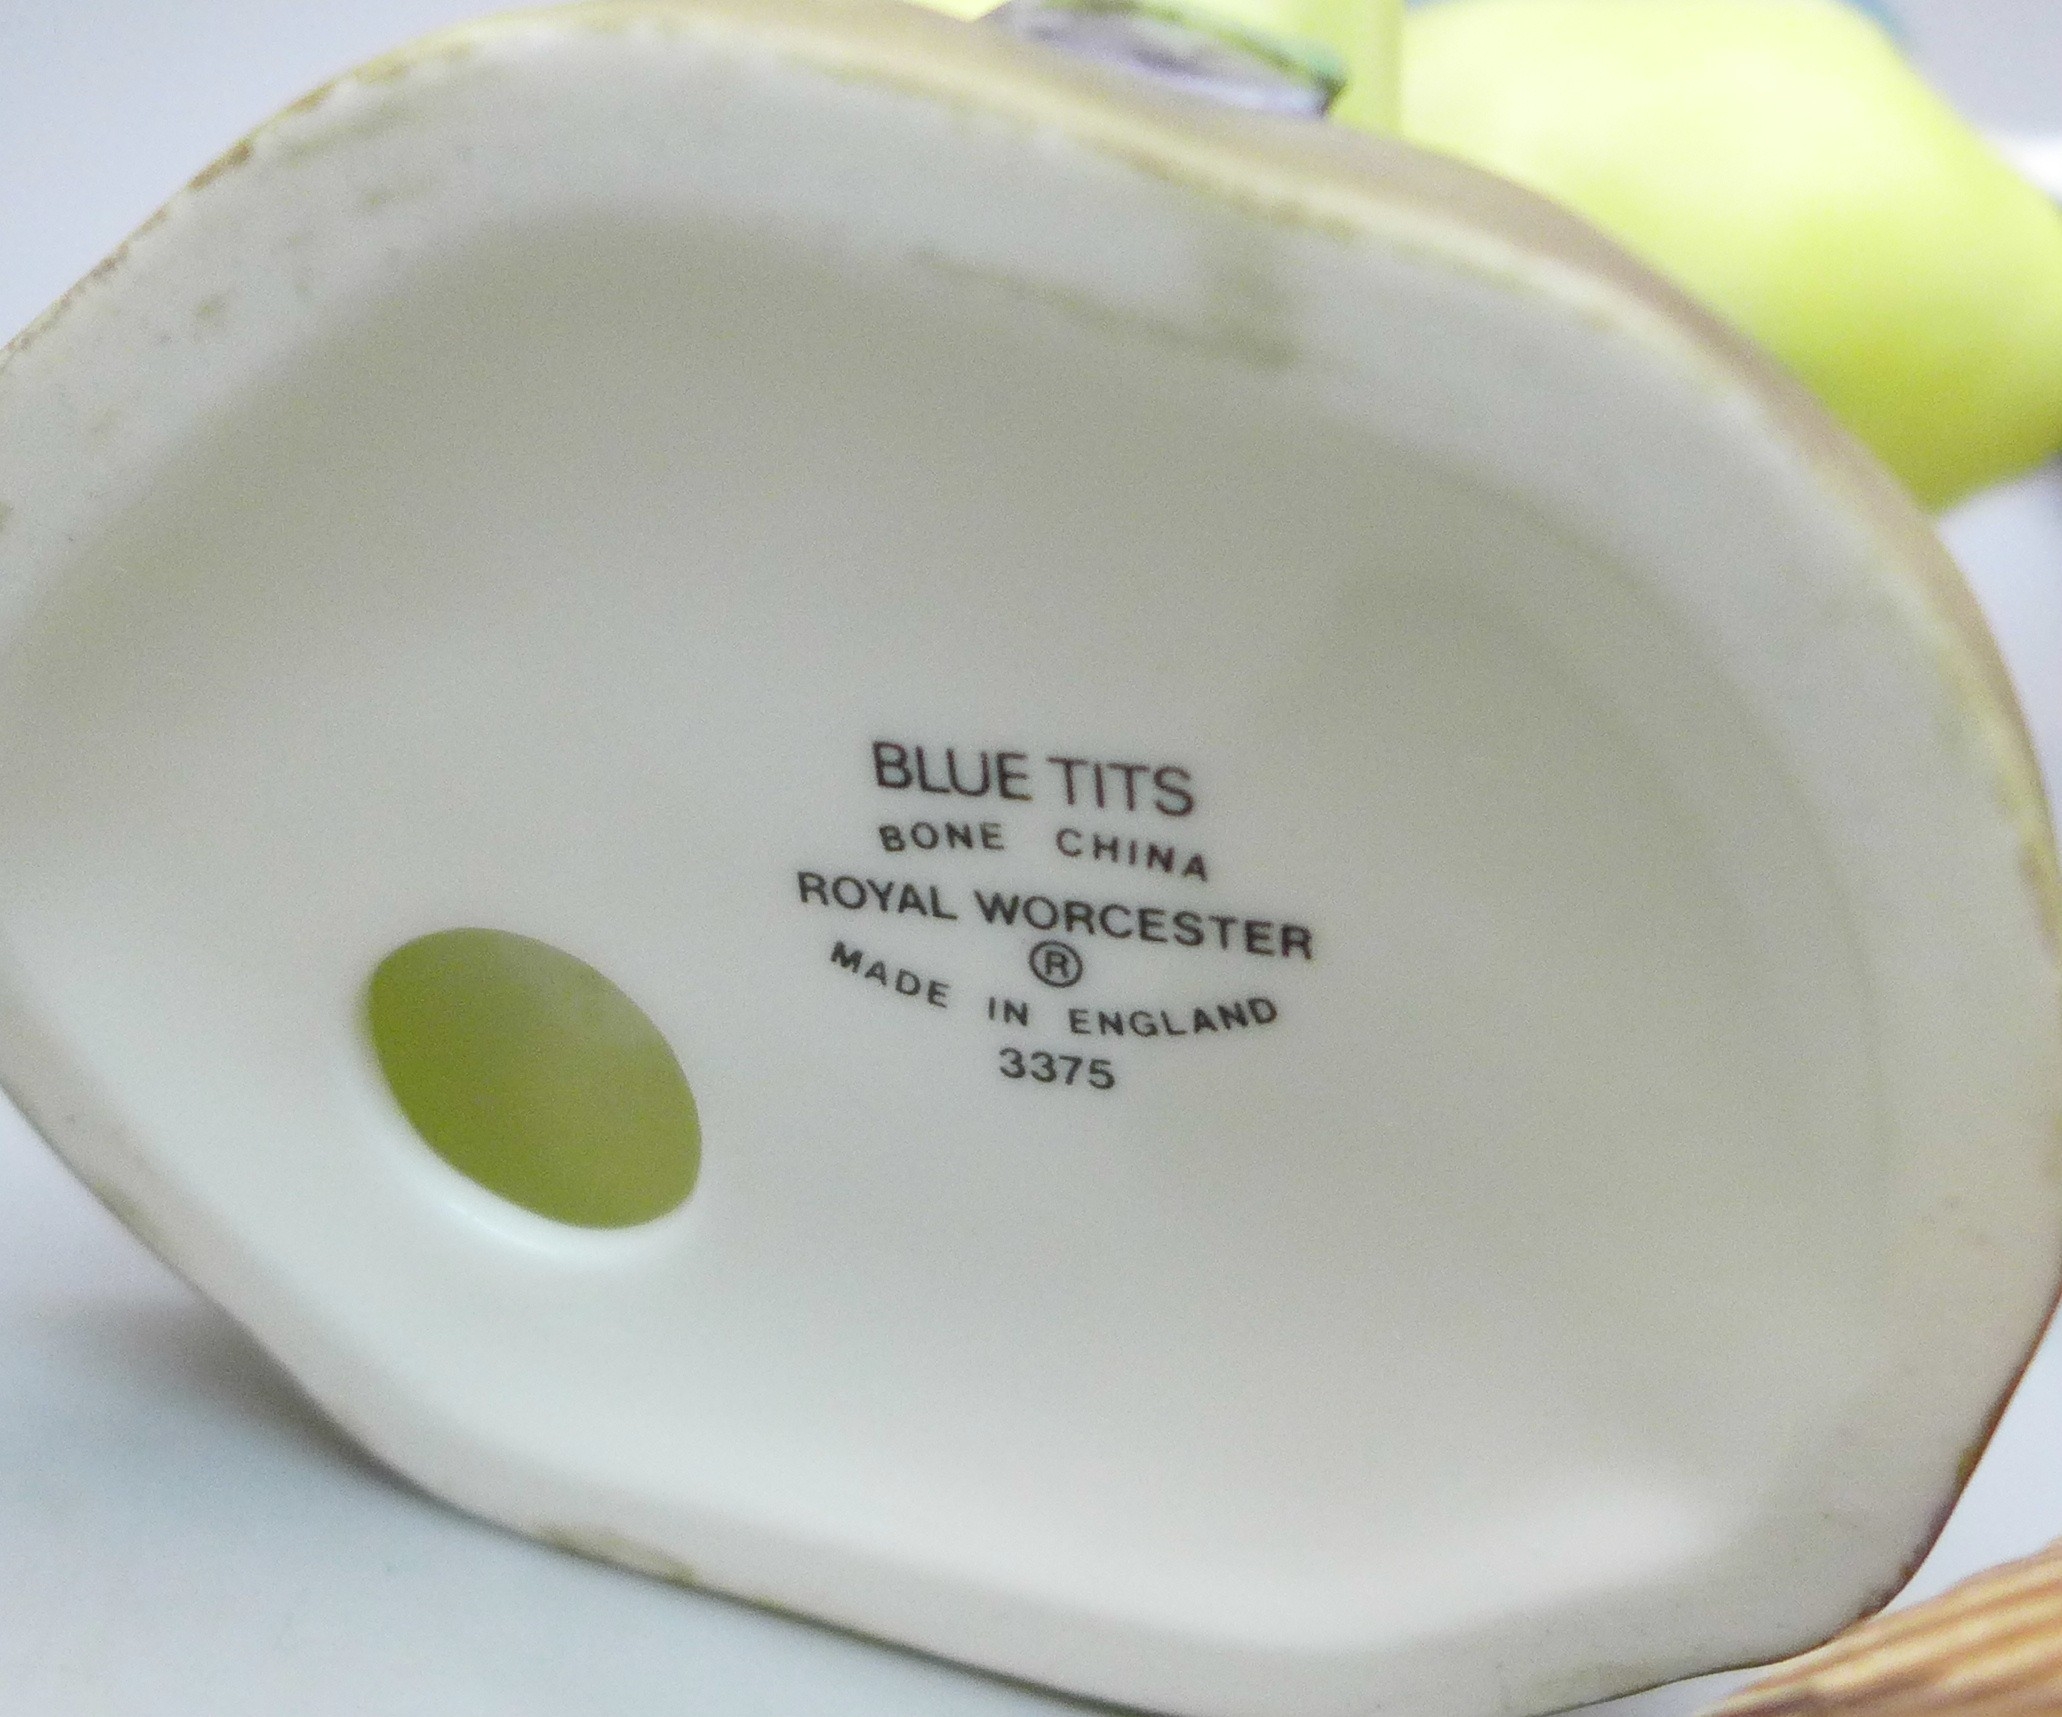 BLUE TITS
BONE CHINA
ROYAL WORCESTER
®
MADE IN ENGLAND
3375